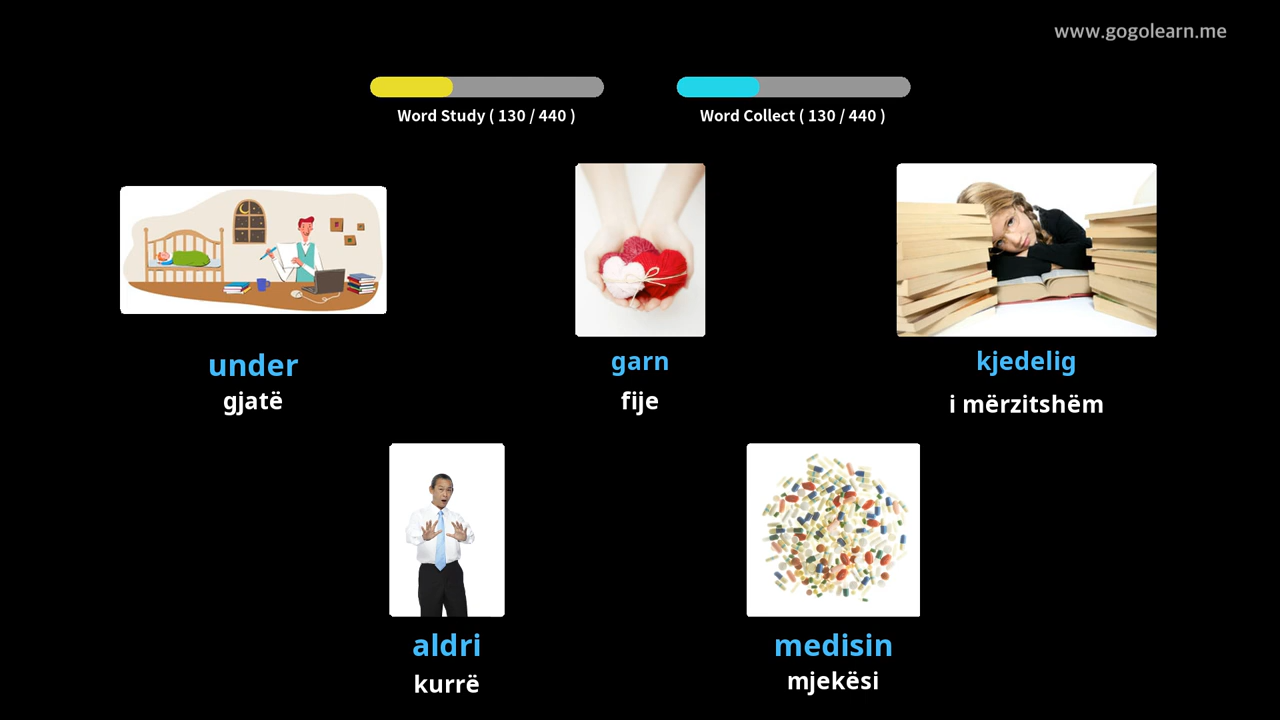 www.gogolearn.me
Word Study ( 130 / 440 )
Word Collect ( 130 / 440 )
under
gjatë
garn
fije
kjedelig
i mërzitshëm
aldri
kurrë
medisin
mjekësi